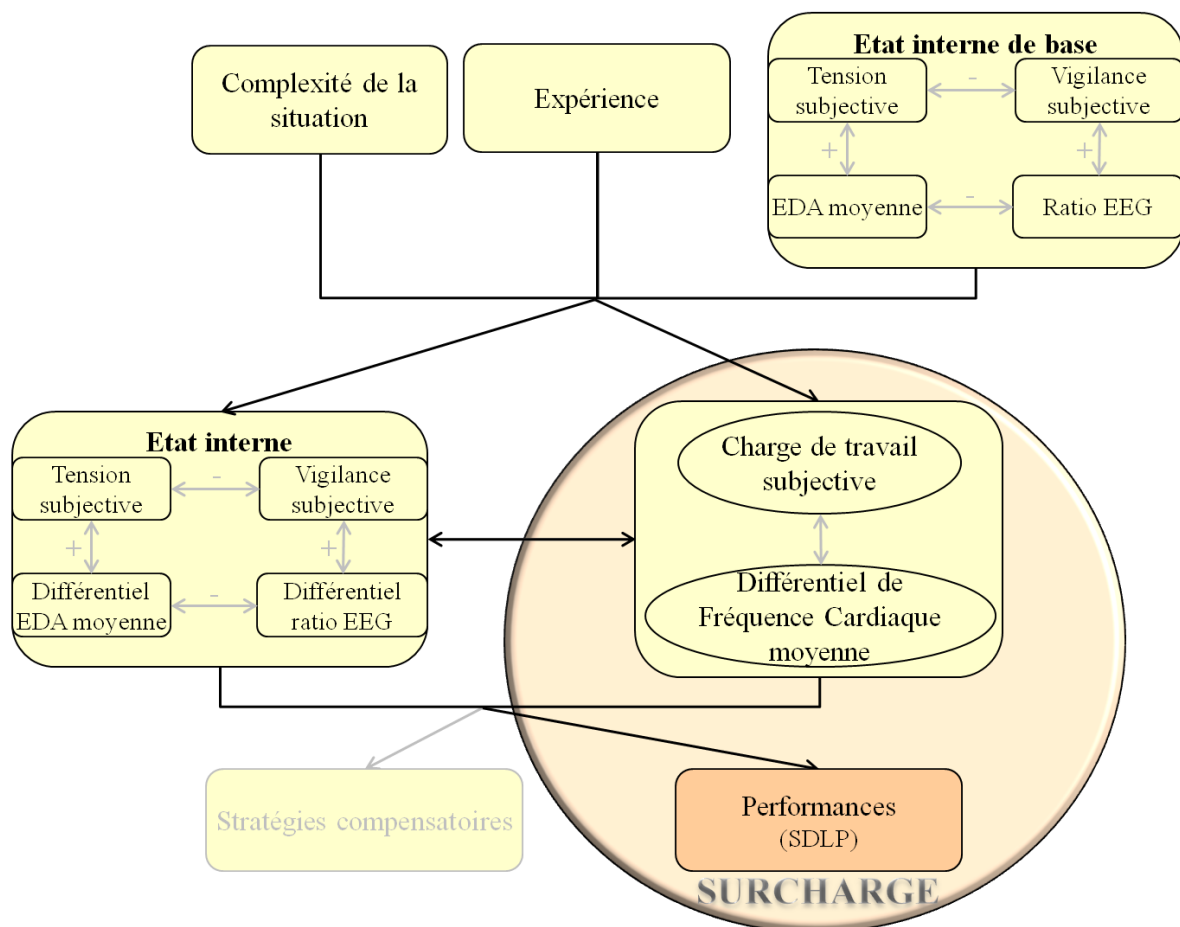 Complexité de la
situation
Expérience
Etat interne de base
Tension
subjective
-
Vigilance
subjective
+
+
EDA moyenne
-
Ratio EEG
Etat interne
Tension
subjective
-
Vigilance
subjective
+
+
Différentiel
EDA moyenne
-
Différentiel
ratio EEG
Charge de travail
subjective
Différentiel de
Fréquence Cardiaque
moyenne
Stratégies compensatoires
Performances
(SDLP)
SURCHARGE